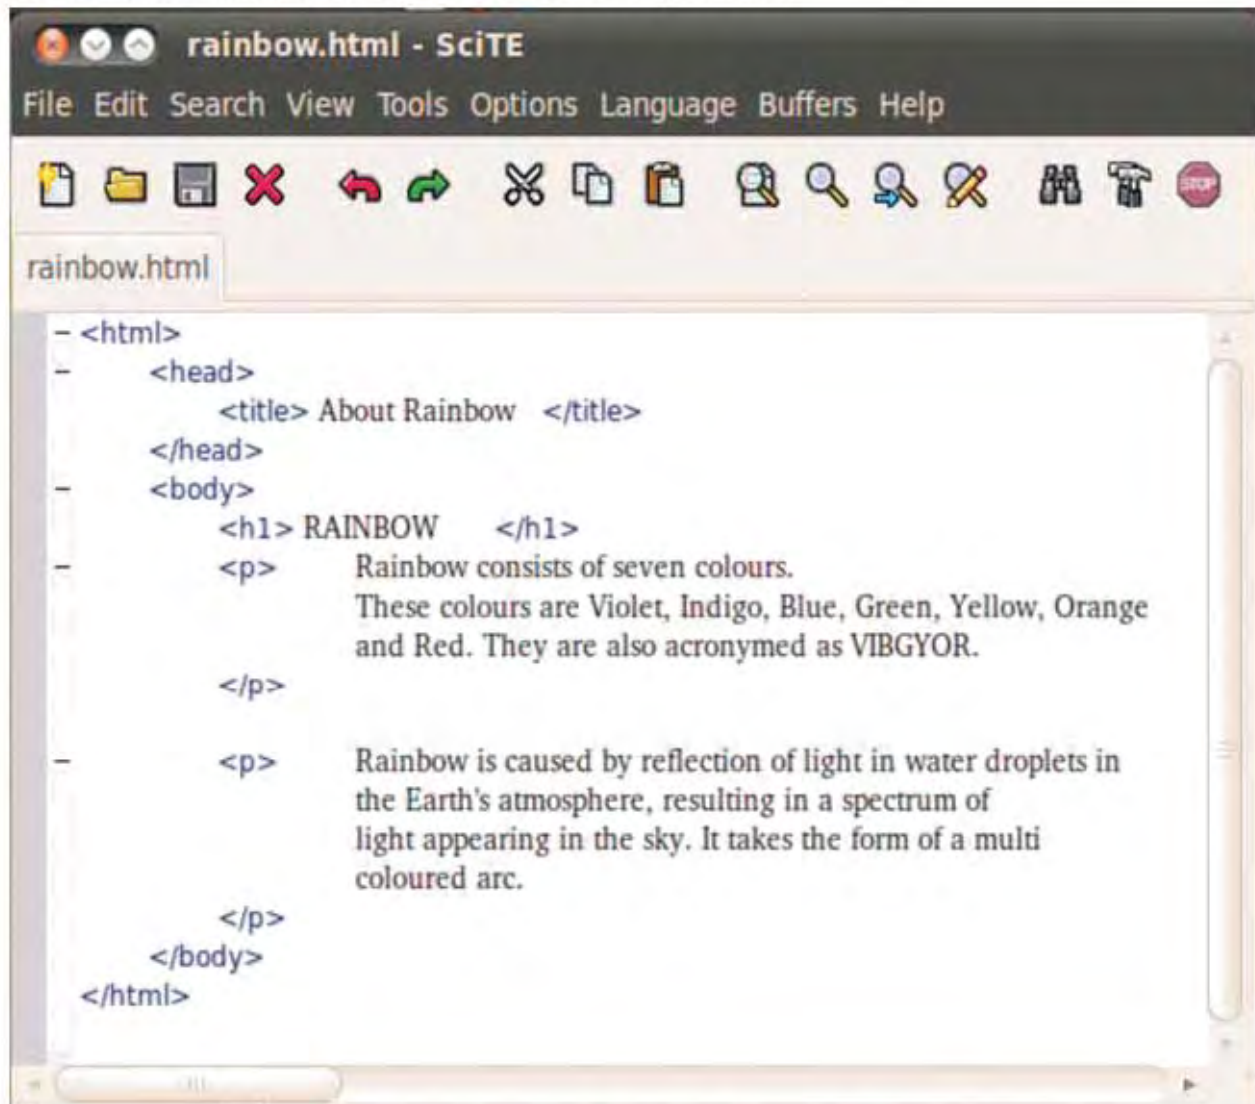 rainbow.html - SciTE
File Edit Search View Tools Options Language Buffers Help
STOP
rainbow.html
<html>
<head>
<title> About Rainbow </title>
</head>
<body>
<h1> RAINBOW </h1>
<p> Rainbow consists of seven colours.
These colours are Violet, Indigo, Blue, Green, Yellow, Orange
and Red. They are also acronymed as VIBGYOR.
</p>
<p> Rainbow is caused by reflection of light in water droplets in
the Earth's atmosphere, resulting in a spectrum of
light appearing in the sky. It takes the form of a multi
coloured arc.
</p>
</body>
</html>